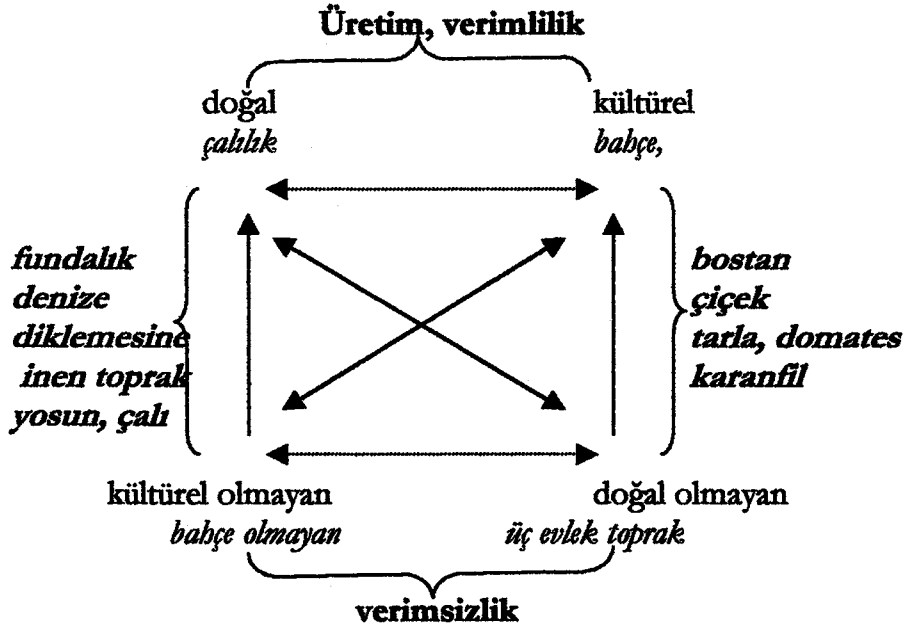 Üretim, verimlilik
doğal
kültürel
çalılık
bahçe,
fundalık
denize
diklemesine
inen toprak
yosun, çalı
bostan
çiçek
tarla, domates
karanfil
kültürel olmayan
doğal olmayan
bahçe olmayan
üç evlek toprak
verimsizlik